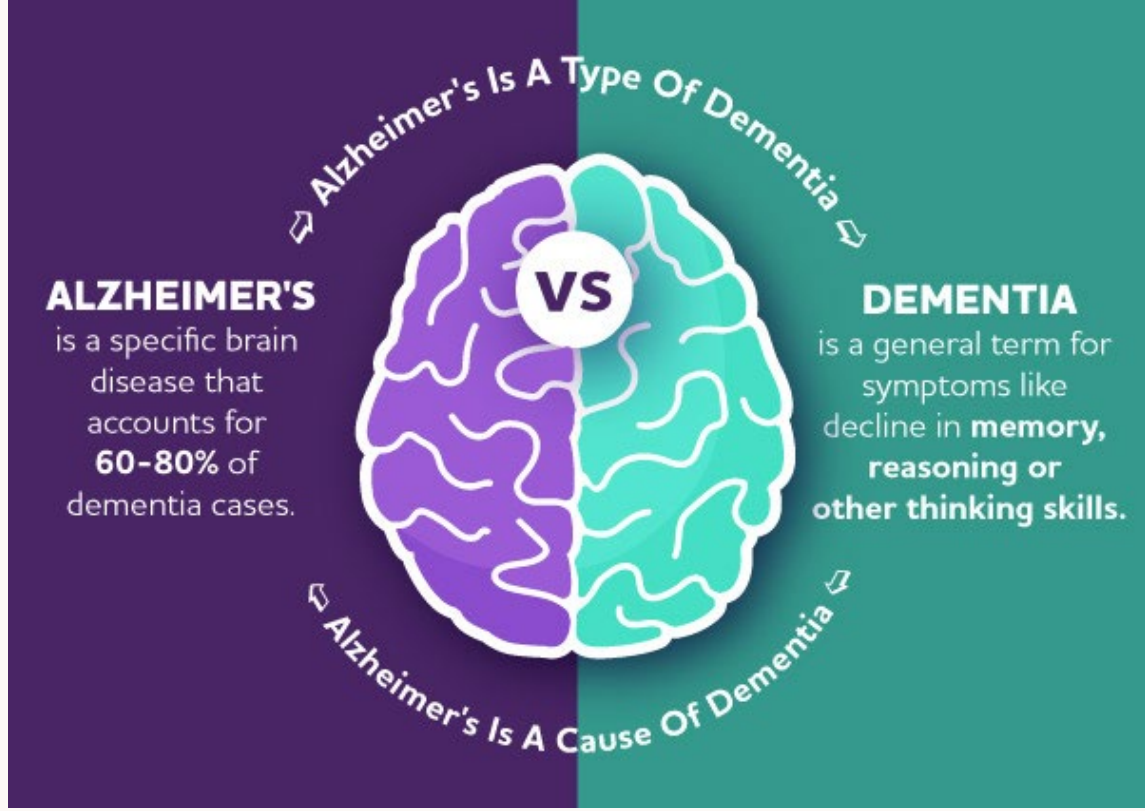 Alzheimer's Is A Type Of Dementia
ALZHEIMER'S
is a specific brain
disease that
accounts for
60-80% of
dementia cases.
VS
DEMENTIA
is a general term for
symptoms like
decline in memory,
reasoning or
other thinking skills.
Alzheimer's Is A Cause Of Dementia